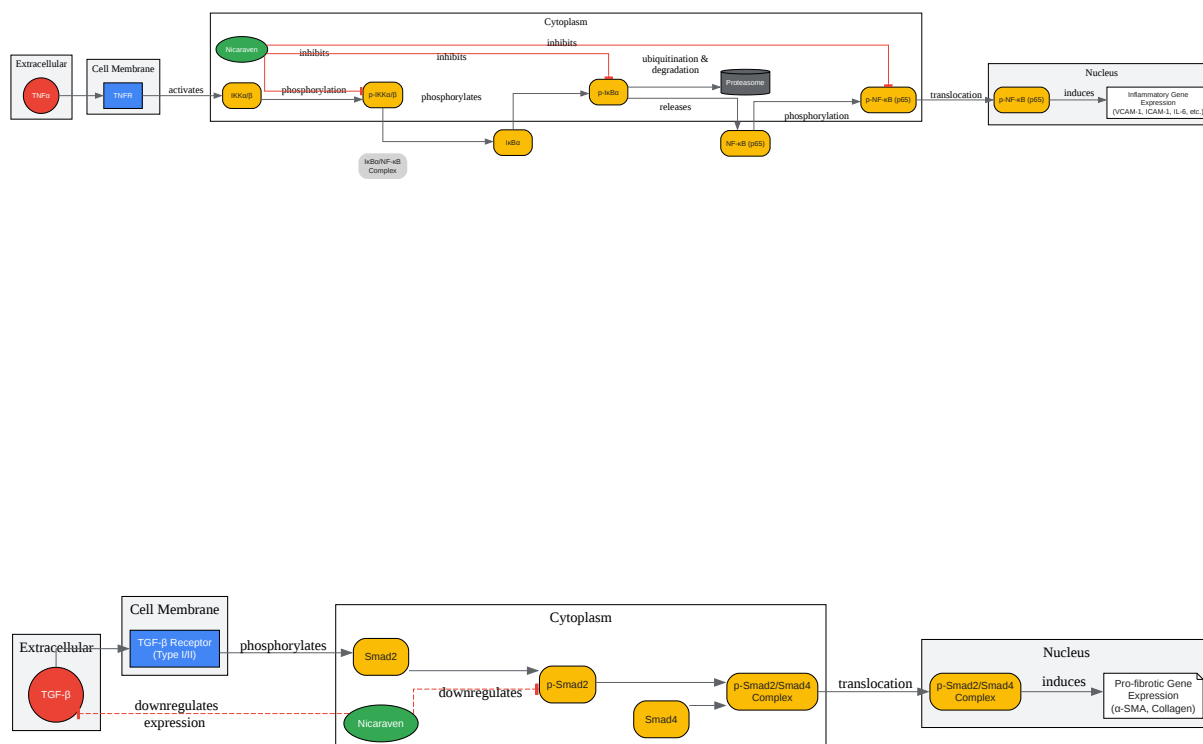 Cytoplasm
Extracellular
TNFα
Cell Membrane
TNFR
activates
Nicaraven
inhibits
inhibits
inhibits
IKKα/β
phosphorylation
p-IKKα/β
phosphorylates
IκBα/NF-κB
Complex
IκBα
p-IκBα
ubiquitination &
degradation
releases
Proteasome
NF-κB (p65)
phosphorylation
p-NF-κB (p65)
translocation
Nucleus
p-NF-κB (p65)
induces
Inflammatory Gene
Expression
(VCAM-1, ICAM-1, IL-6, etc.)
Extracellular
TGF-β
Cell Membrane
TGF-β Receptor
(Type I/II)
phosphorylates
downregulates
expression
Cytoplasm
Smad2
downregulates
Nicaraven
p-Smad2
Smad4
p-Smad2/Smad4
Complex
translocation
Nucleus
p-Smad2/Smad4
Complex
induces
Pro-fibrotic Gene
Expression
(α-SMA, Collagen)